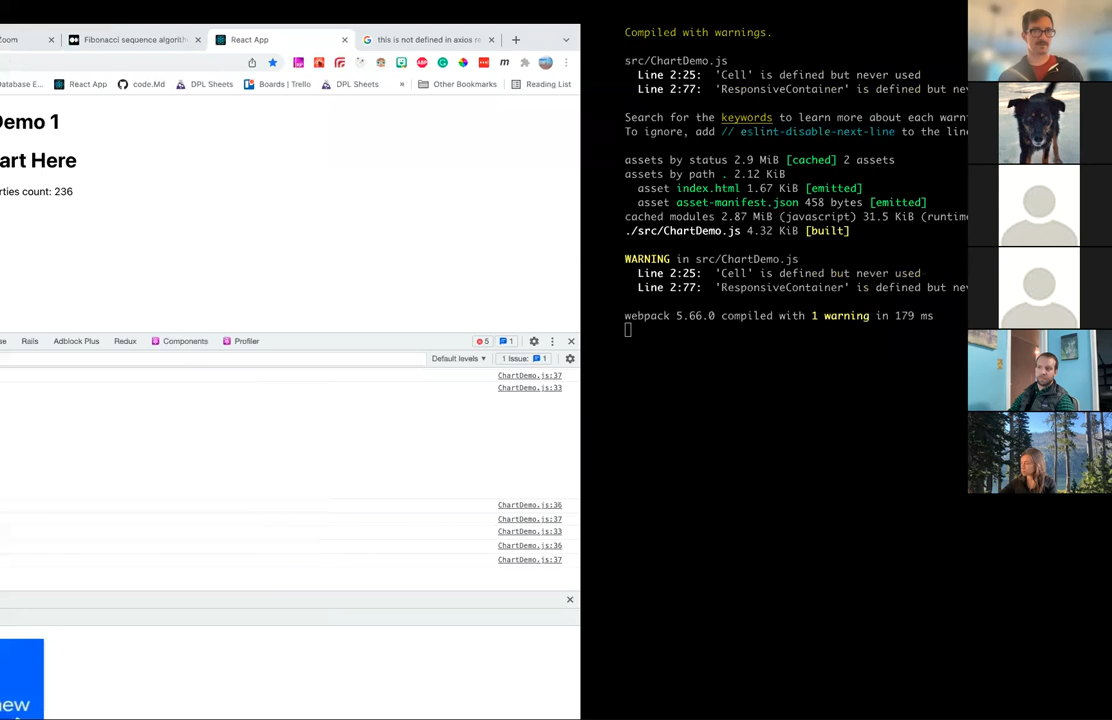 Zoom
Fibonacci sequence algorith
React App
this is not defined in axios re
Database E...
React App
code.Md
DPL Sheets
Boards | Trello
DPL Sheets
»
Other Bookmarks
Reading List
emo 1
art Here
rties count: 236
se
Rails
Adblock Plus
Redux
Components
Profiler
5
1
Default levels
1 Issue:
1
ChartDemo.js:37
ChartDemo.js:33
ChartDemo.js:36
ChartDemo.js:37
ChartDemo.js:33
ChartDemo.js:36
ChartDemo.js:37
new
Compiled with warnings.
src/ChartDemo.js
Line 2:25: 'Cell' is defined but never used
Line 2:77: 'ResponsiveContainer' is defined but nev
Search for the keywords to learn more about each warn
To ignore, add // eslint-disable-next-line to the line
assets by status 2.9 MiB [cached] 2 assets
assets by path . 2.12 KiB
asset index.html 1.67 KiB [emitted]
asset asset-manifest.json 458 bytes [emitted]
cached modules 2.87 MiB (javascript) 31.5 KiB (runtime
./src/ChartDemo.js 4.32 KiB [built]
WARNING in src/ChartDemo.js
Line 2:25: 'Cell' is defined but never used
Line 2:77: 'ResponsiveContainer' is defined but nev
webpack 5.66.0 compiled with 1 warning in 179 ms